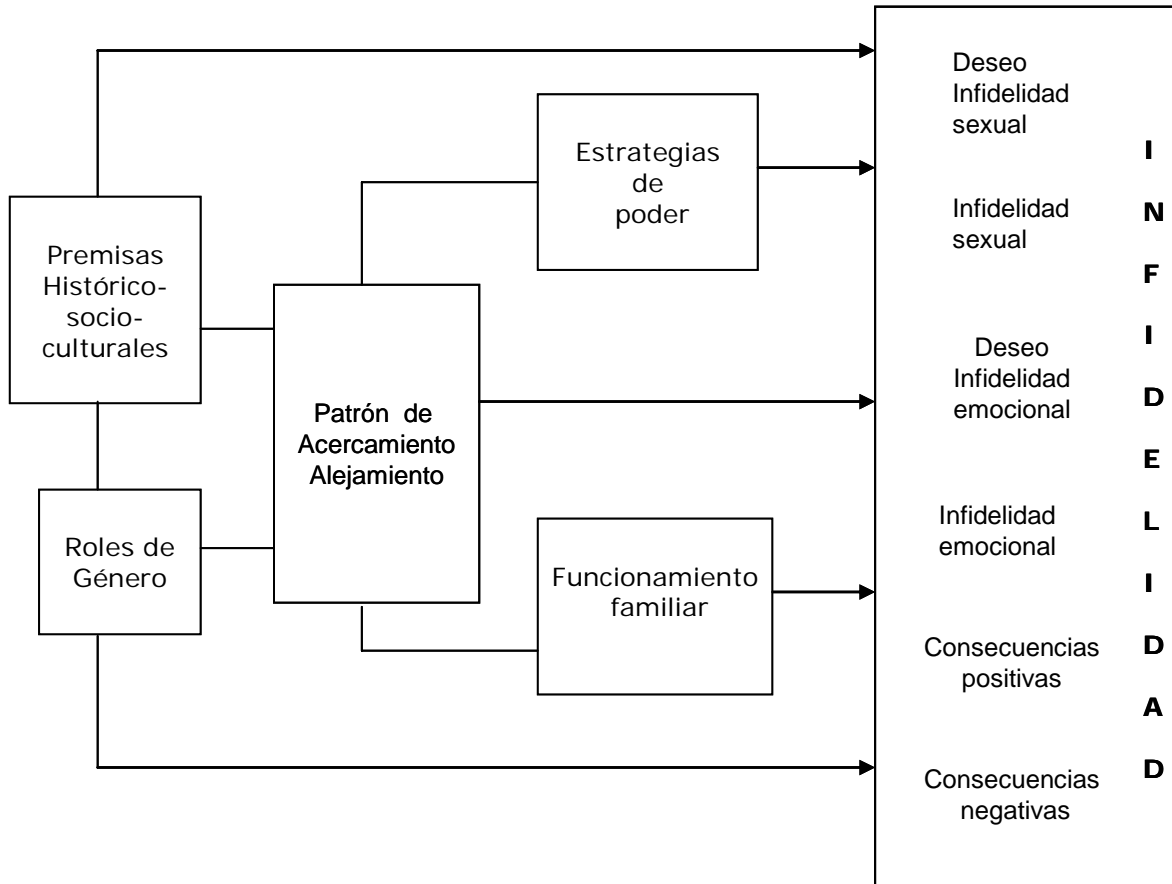 Premisas
Histórico-
socio-
culturales
Roles de
Género
Patrón de
Acercamiento
Alejamiento
Estrategias
de
poder
Funcionamiento
familiar
Deseo
Infidelidad
sexual
Infidelidad
sexual
Deseo
Infidelidad
emocional
Infidelidad
emocional
Consecuencias
positivas
Consecuencias
negativas
I
N
F
I
D
E
L
I
D
A
D